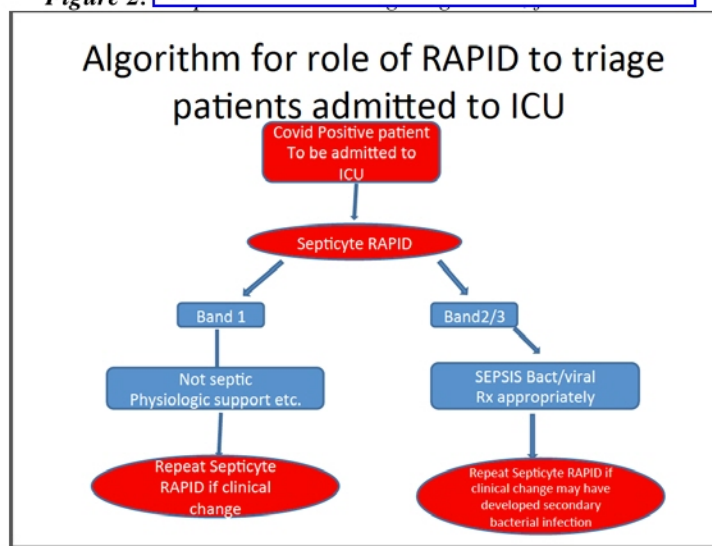 Figure 2:
Algorithm for role of RAPID to triage
patients admitted to ICU
Covid Positive patient
To be admitted to
ICU
Septicyte RAPID
Band 1
Band2/3
Not septic
Physiologic support etc.
SEPSIS Bact/viral
Rx appropriately
Repeat Septicyte
RAPID if clinical
change
Repeat Septicyte RAPID if
clinical change may have
developed secondary
bacterial infection